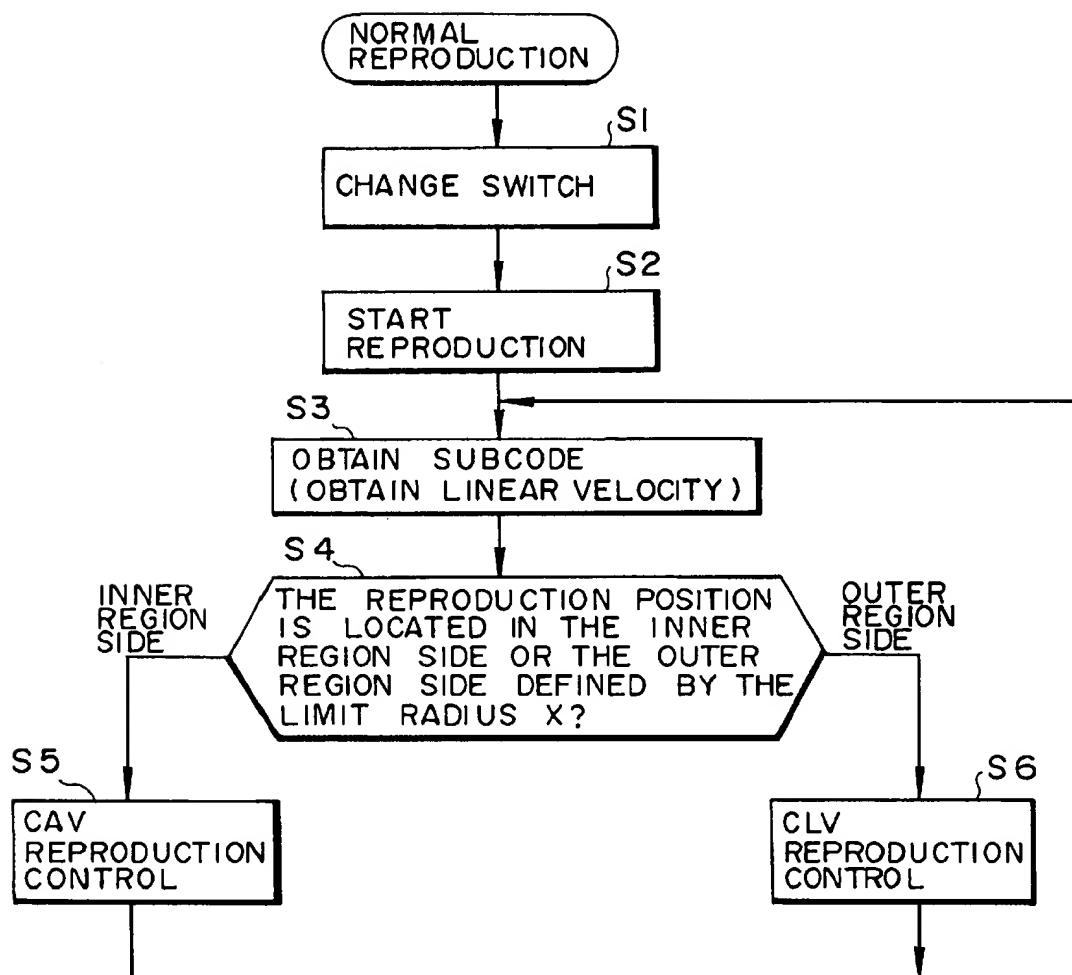 NORMAL
REPRODUCTION
S1
CHANGE SWITCH
S2
START
REPRODUCTION
S3
OBTAIN SUBCODE
(OBTAIN LINEAR VELOCITY)
S4
INNER
REGION
SIDE
THE REPRODUCTION POSITION
IS LOCATED IN THE INNER
REGION SIDE OR THE OUTER
REGION SIDE DEFINED BY THE
LIMIT RADIUS X?
OUTER
REGION
SIDE
S5
CAV
REPRODUCTION
CONTROL
S6
CLV
REPRODUCTION
CONTROL